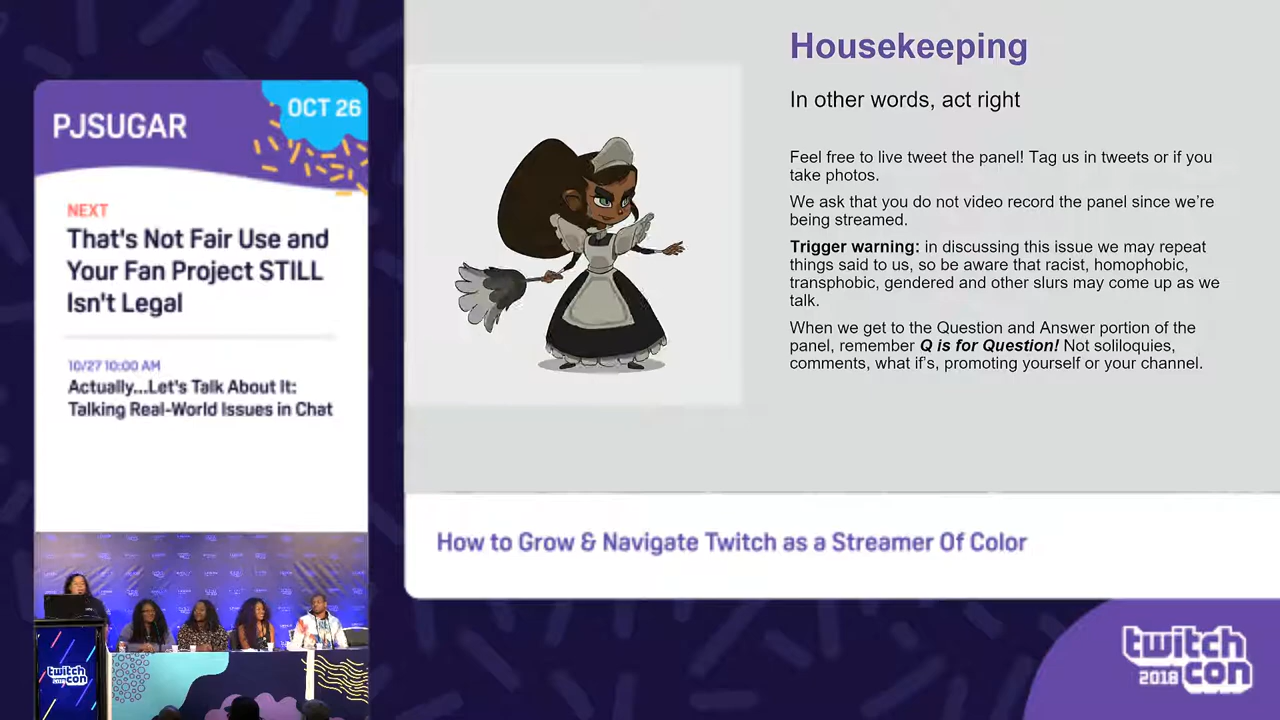 PJSUGAR
OCT 26
NEXT
That's Not Fair Use and
Your Fan Project STILL
Isn't Legal
10/27 10:00 AM
Actually...Let's Talk About It:
Talking Real-World Issues in Chat
Housekeeping
In other words, act right
Feel free to live tweet the panel! Tag us in tweets or if you
take photos.
We ask that you do not video record the panel since we're
being streamed.
Trigger warning: in discussing this issue we may repeat
things said to us, so be aware that racist, homophobic,
transphobic, gendered and other slurs may come up as we
talk.
When we get to the Question and Answer portion of the
panel, remember Q is for Question! Not soliloquies,
comments, what if's, promoting yourself or your channel.
How to Grow & Navigate Twitch as a Streamer Of Color
twitch
2018 con
twitch
2018 con